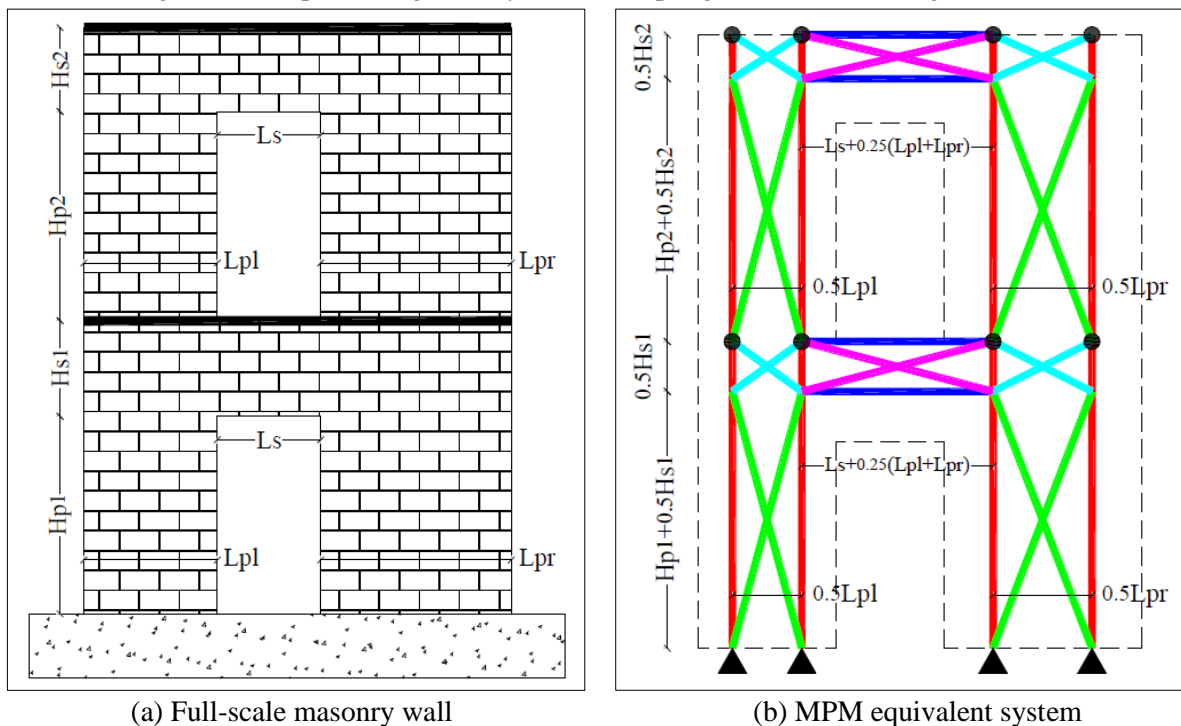 Hs2
Ls
Hp2
Lpl
Lpr
Hs1
Ls
Hp1
Lpl
Lpr
(a) Full-scale masonry wall
0.5Hs2
Ls+0.25(Lpl+Lpr)
Hp2+0.5Hs2
0.5Lpl
0.5Lpr
0.5Hs1
Ls+0.25(Lpl+Lpr)
Hp1+0.5Hs1
0.5Lpl
0.5Lpr
(b) MPM equivalent system